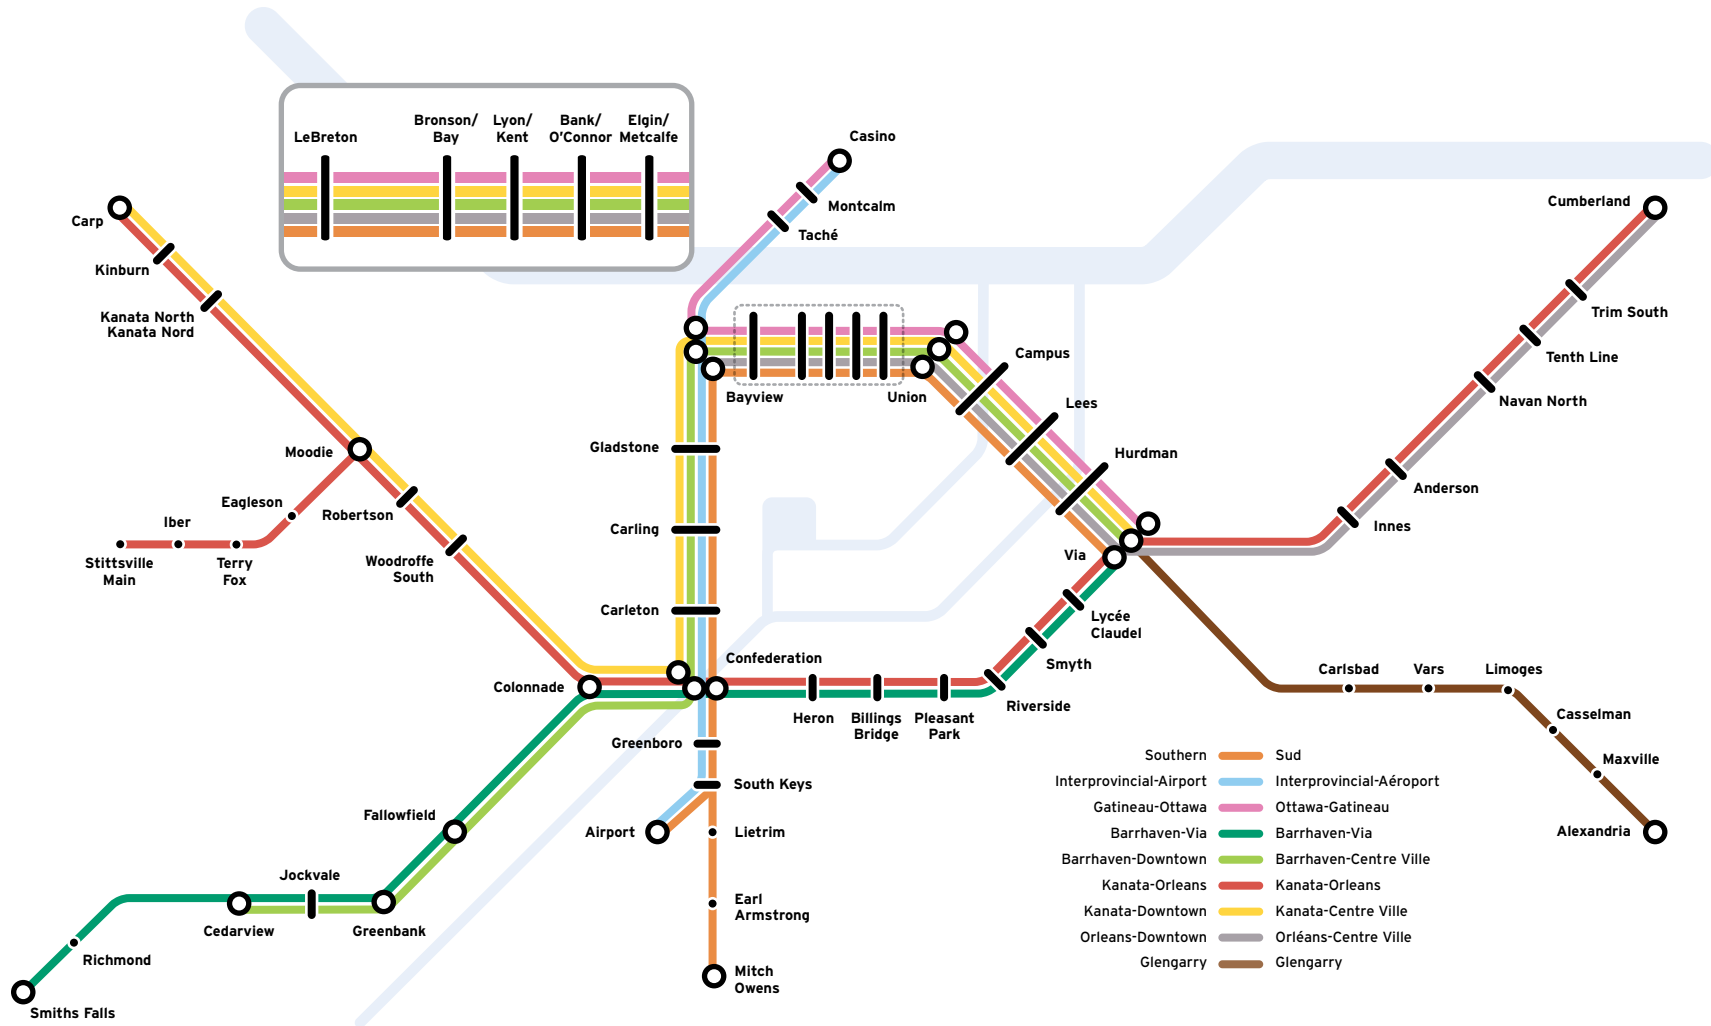 Bronson/
Bay
Lyon/
Kent
Bank/
O'Connor
Elgin/
Metcalfe
LeBreton
Casino
Montcalm
Taché
Carp
Kinburn
Kanata North
Kanata Nord
Cumberland
Trim South
Tenth Line
Navan North
Anderson
Innes
Campus
Lees
Hurdman
Bayview
Union
Moodie
Eagleson
Iber
Robertson
Stittsville
Main
Terry
Fox
Woodroffe
South
Gladstone
Carling
Carleton
Via
Lycée
Claudel
Smyth
Confederation
Colonnade
Heron
Billings
Bridge
Pleasant
Park
Riverside
Carlsbad
Vars
Limoges
Casselman
Maxville
Alexandria
Greenboro
South Keys
Fallowfield
Airport
Lietrim
Jockvale
Cedarview
Greenbank
Earl
Armstrong
Richmond
Smiths Falls
Mitch
Owens
Southern Sud
Interprovincial-Airport Interprovincial-Aéroport
Gatineau-Ottawa Ottawa-Gatineau
Barrhaven-Via Barrhaven-Via
Barrhaven-Downtown Barrhaven-Centre Ville
Kanata-Orleans Kanata-Orleans
Kanata-Downtown Kanata-Centre Ville
Orleans-Downtown Orléans-Centre Ville
Glengarry Glengarry